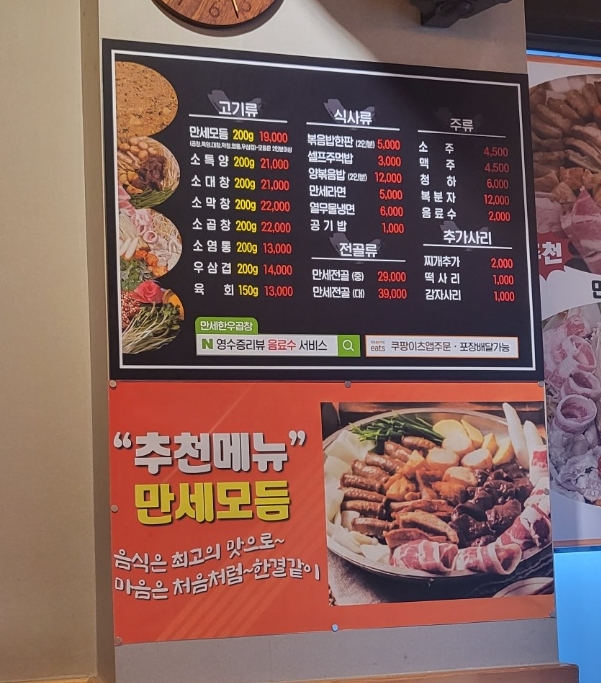 고기류
만세모듬 200g 19,000
소특양 200g 21,000
소대창 200g 21,000
소막창 200g 22,000
소곱창 200g 22,000
소염통 200g 13,000
우삼겹 200g 14,000
육 회 150g 13,000
식사류
볶음밥한판 (2인분) 5,000
셀프주먹밥 3,000
양볶음밥 (2인분) 12,000
만세라면 5,000
열무물냉면 6,000
공기밥 1,000
전골류
만세전골 (중) 29,000
만세전골 (대) 39,000
주류
소 주 4,500
맥 주 4,500
청 하 6,000
복분자 12,000
음료수 2,000
추가사리
찌개추가 2,000
떡사리 1,000
감자사리 1,000
만세한우곱창
N 영수증리뷰 음료수 서비스
eats 쿠팡이츠앱주문 · 포장배달가능
“추천메뉴”
만세모듬
음식은 최고의 맛으로~
마음은 처음처럼~한결같이
천